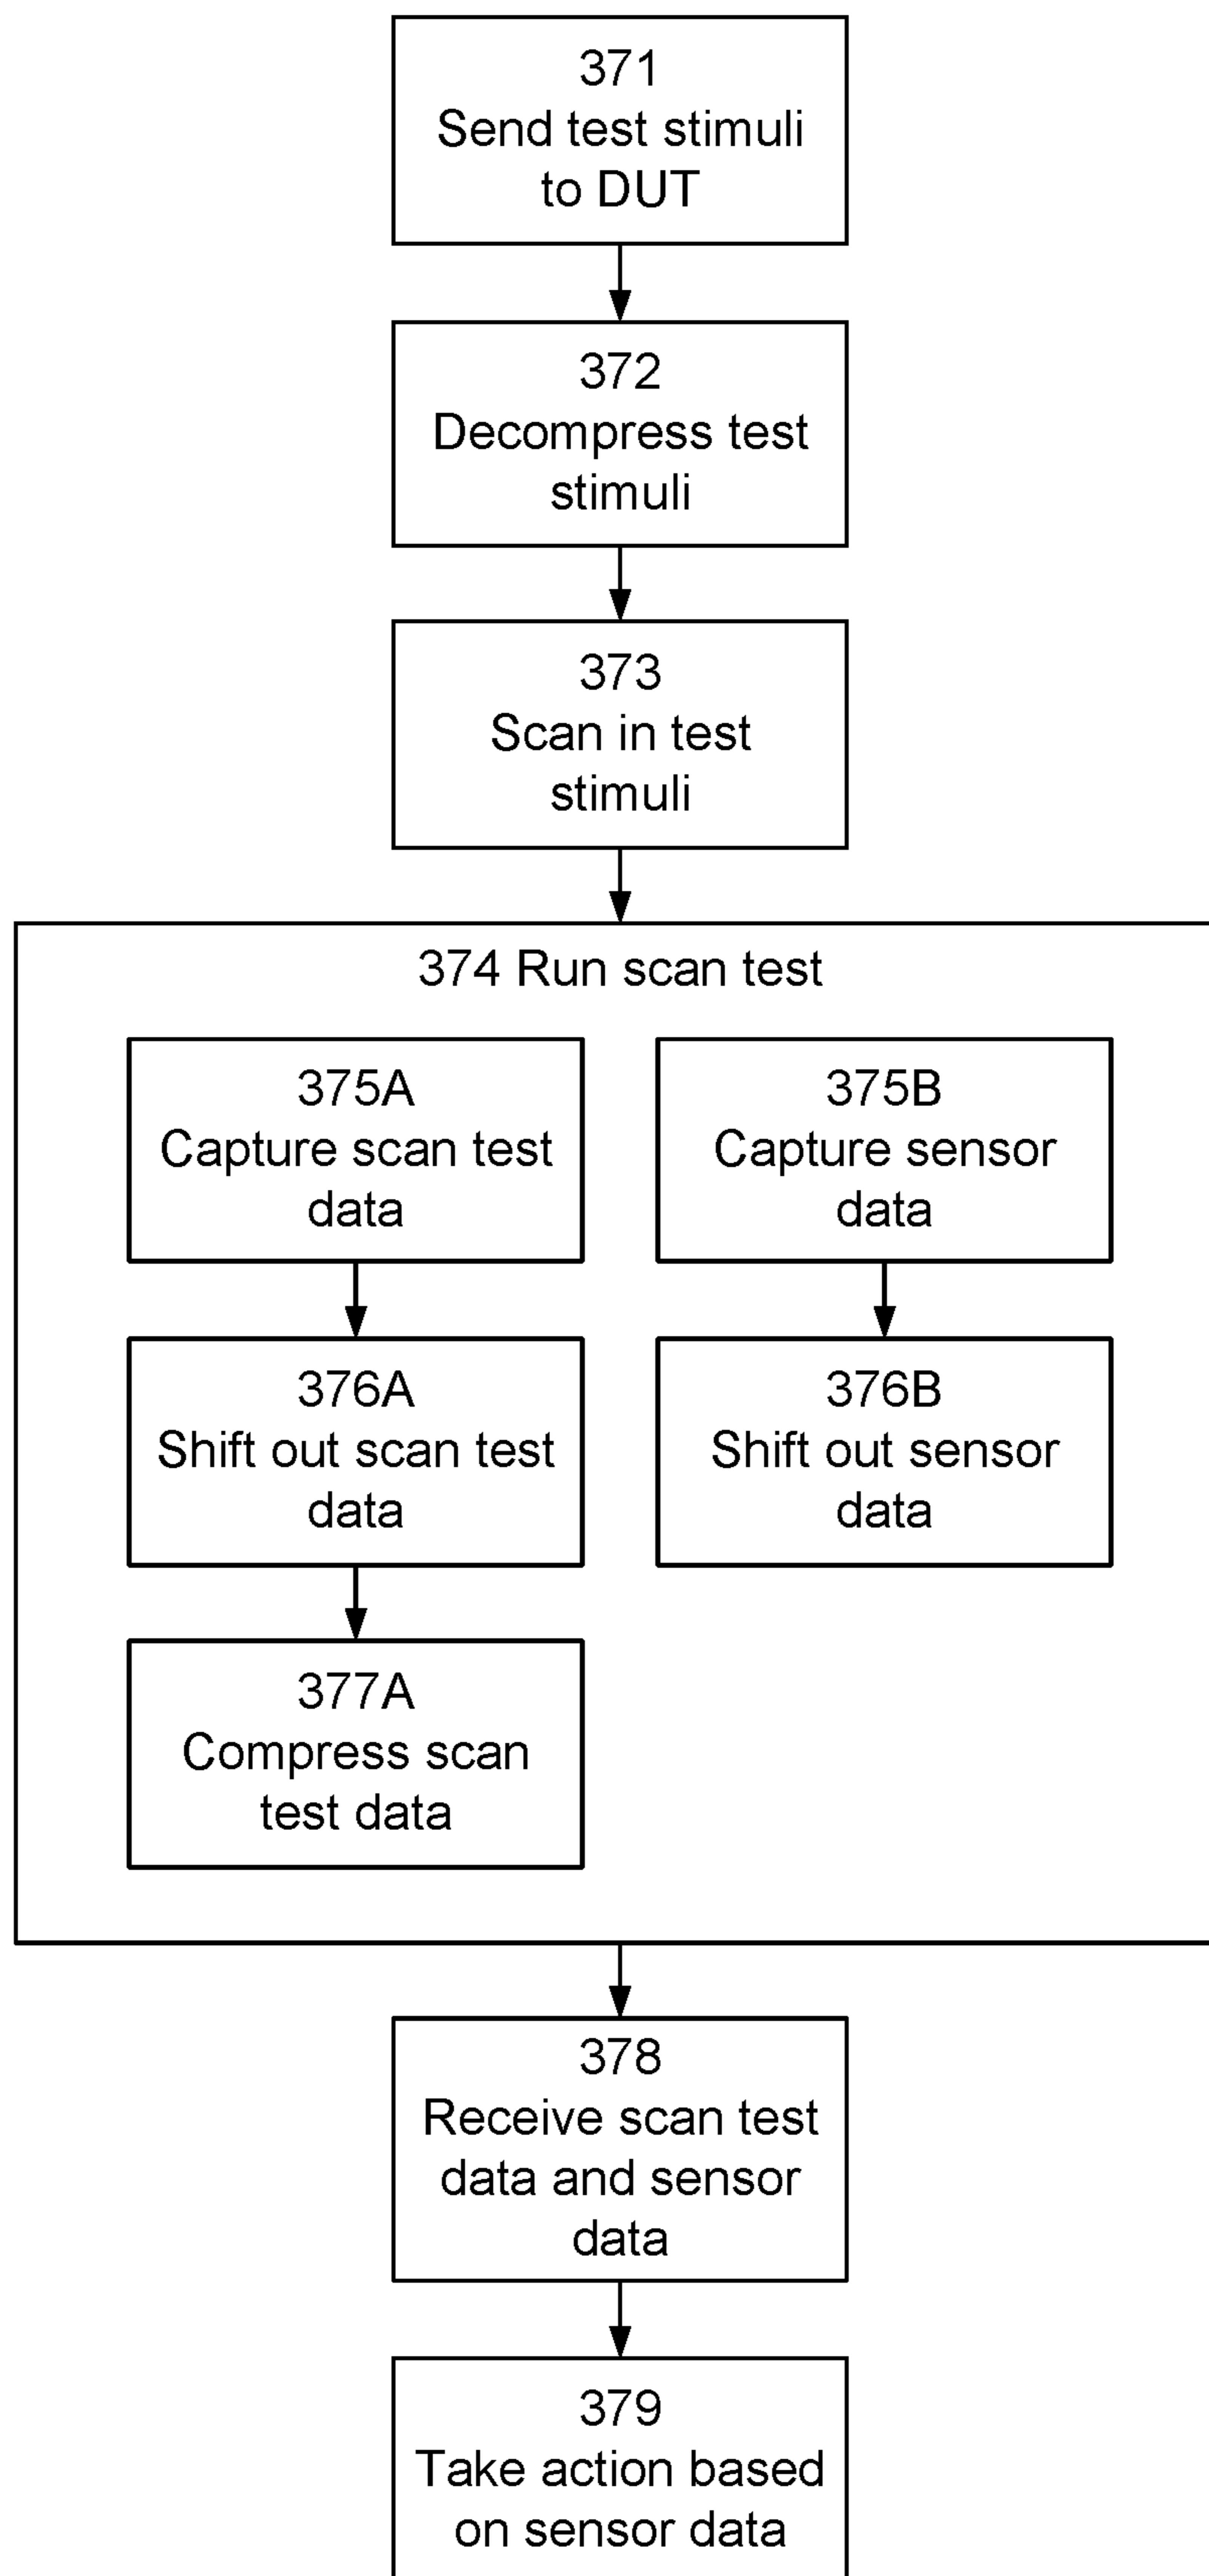 371
Send test stimuli
to DUT
372
Decompress test
stimuli
373
Scan in test
stimuli
374 Run scan test
375A
Capture scan test
data
375B
Capture sensor
data
376A
Shift out scan test
data
376B
Shift out sensor
data
377A
Compress scan
test data
378
Receive scan test
data and sensor
data
379
Take action based
on sensor data